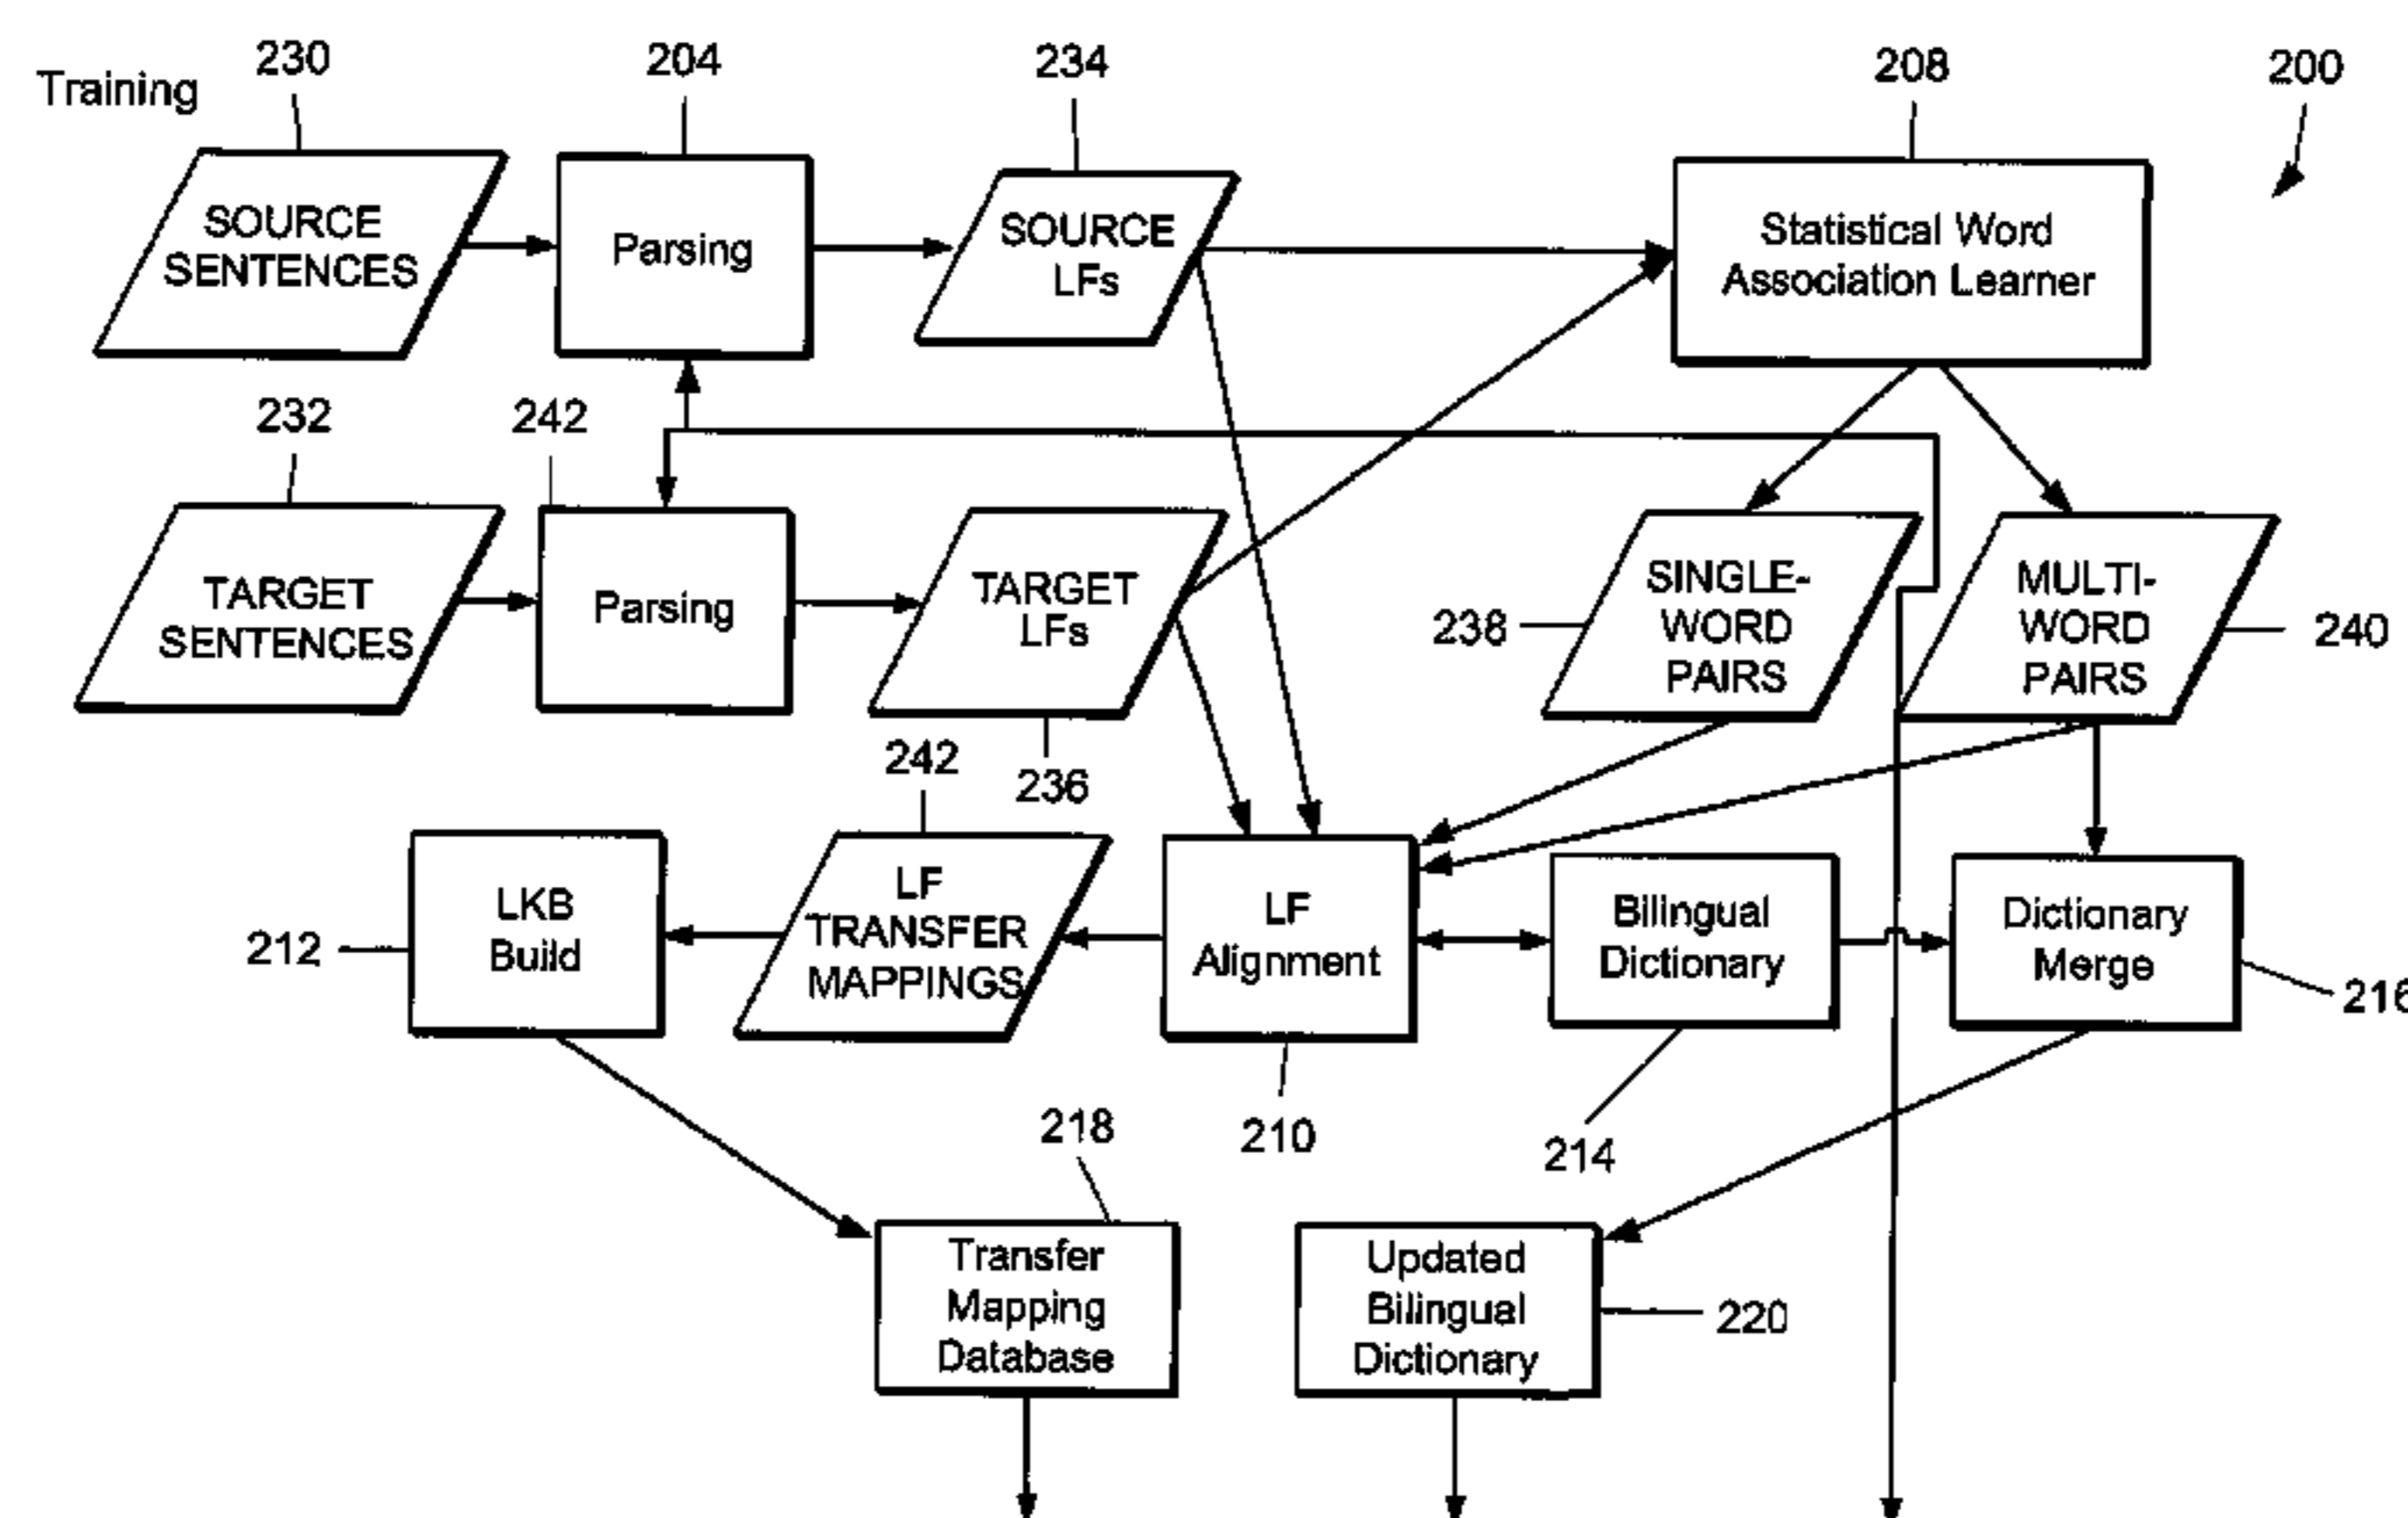 Training
230
204
234
208
200
SOURCE
SENTENCES
Parsing
SOURCE
LFs
Statistical Word
Association Learner
232
242
TARGET
SENTENCES
Parsing
TARGET
LFs
236
238
SINGLE-
WORD
PAIRS
MULTI-
WORD
PAIRS
240
242
212
LKB
Build
LF
TRANSFER
MAPPINGS
LF
Alignment
210
Bilingual
Dictionary
214
Dictionary
Merge
216
218
Transfer
Mapping
Database
Updated
Bilingual
Dictionary
220